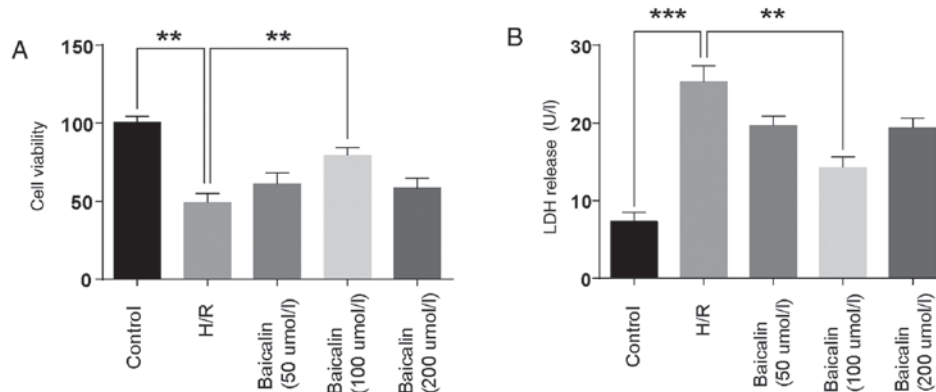 A
Cell viability
150
100
50
0
**
**
Control
H/R
Baicalin
(50 umol/l)
Baicalin
(100 umol/l)
Baicalin
(200 umol/l)
B
LDH release (U/l)
30
20
10
0
***
**
Control
H/R
Baicalin
(50 umol/l)
Baicalin
(100 umol/l)
Baicalin
(200 umol/l)